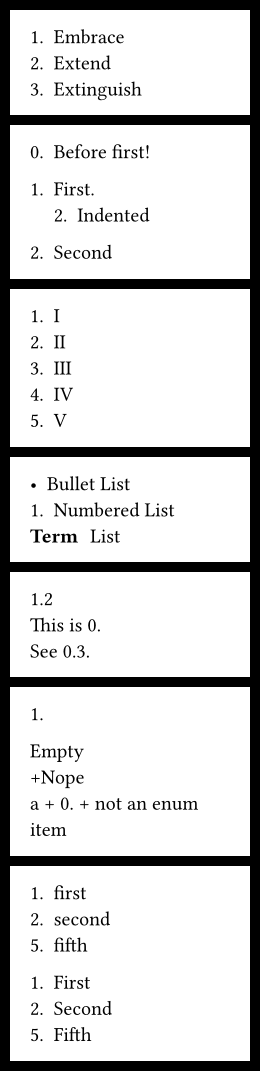 1. Embrace
2. Extend
3. Extinguish
0. Before first!
1. First.
2. Indented
2. Second
1. I
2. II
3. III
4. IV
5. V
• Bullet List
1. Numbered List
Term List
1.2
This is 0.
See 0.3.
1.
Empty
+Nope
a + 0. + not an enum
item
1. first
2. second
5. fifth
1. First
2. Second
5. Fifth